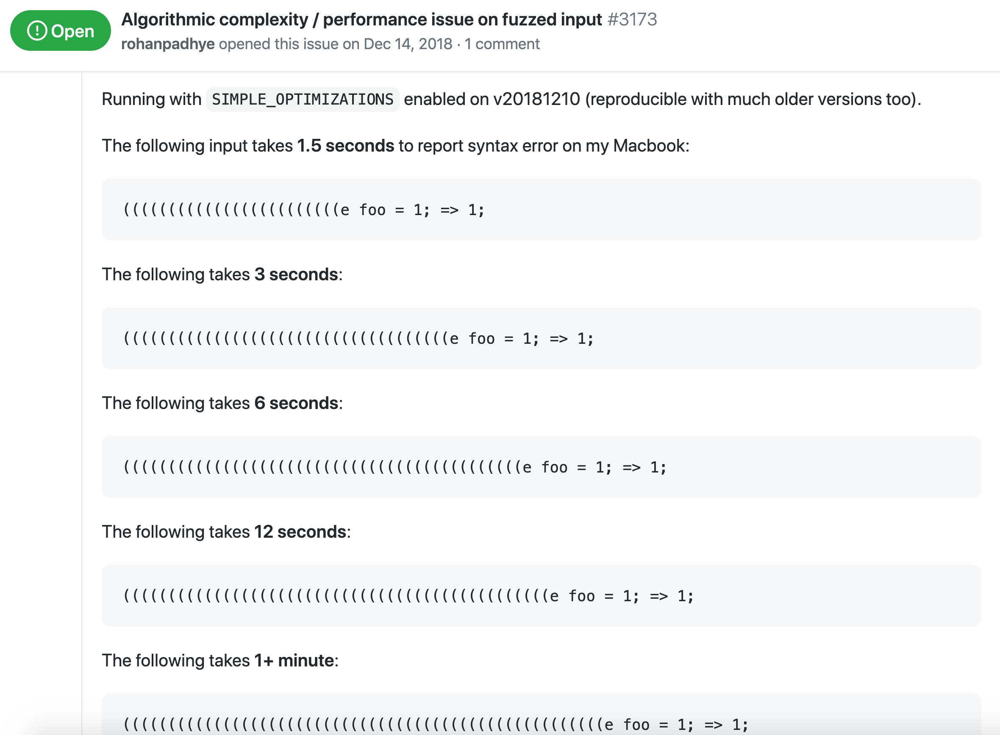 Open
Algorithmic complexity / performance issue on fuzzed input #3173
rohanpadhye opened this issue on Dec 14, 2018 · 1 comment
Running with SIMPLE_OPTIMIZATIONS enabled on v20181210 (reproducible with much older versions too).
The following input takes 1.5 seconds to report syntax error on my Macbook:
((((((((((((((((((((((((e foo = 1; => 1;
The following takes 3 seconds:
((((((((((((((((((((((((((((((((((((e foo = 1; => 1;
The following takes 6 seconds:
((((((((((((((((((((((((((((((((((((((((((((e foo = 1; => 1;
The following takes 12 seconds:
(((((((((((((((((((((((((((((((((((((((((((((((e foo = 1; => 1;
The following takes 1+ minute:
(((((((((((((((((((((((((((((((((((((((((((((((((((((e foo = 1; => 1;